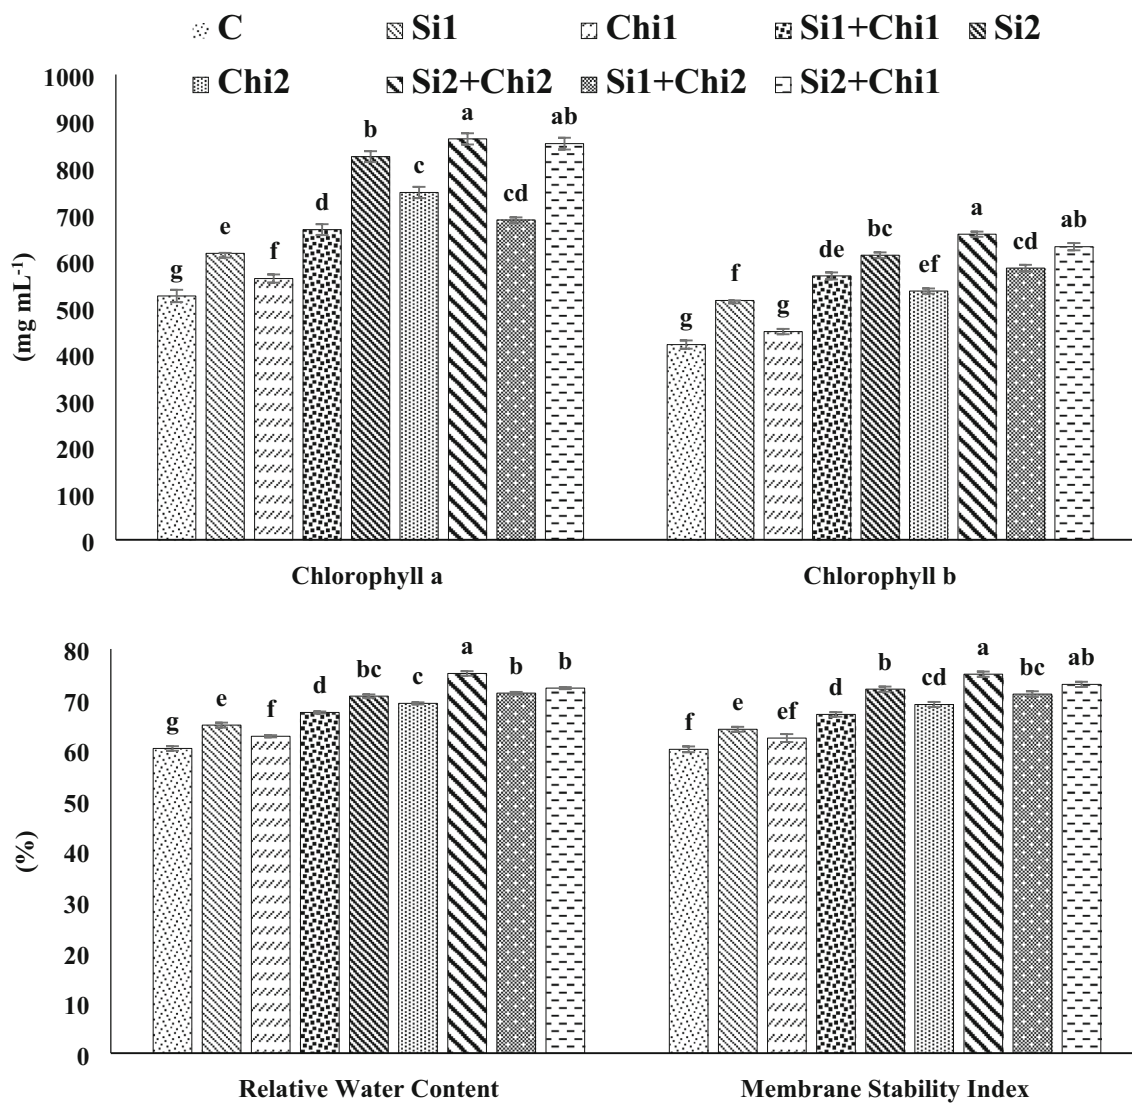 C Si1 Chi1 Si1+Chi1 Si2
Chi2 Si2+Chi2 Si1+Chi2 Si2+Chi1
1000
900
800
700
600
500
400
300
200
100
0
(mg mL-1)
g e f d b c a cd ab
g f g de bc ef a cd ab
Chlorophyll a Chlorophyll b
80
70
60
50
40
30
20
10
0
(%)
g e f d bc c a b b
f e ef d b cd a bc ab
Relative Water Content Membrane Stability Index